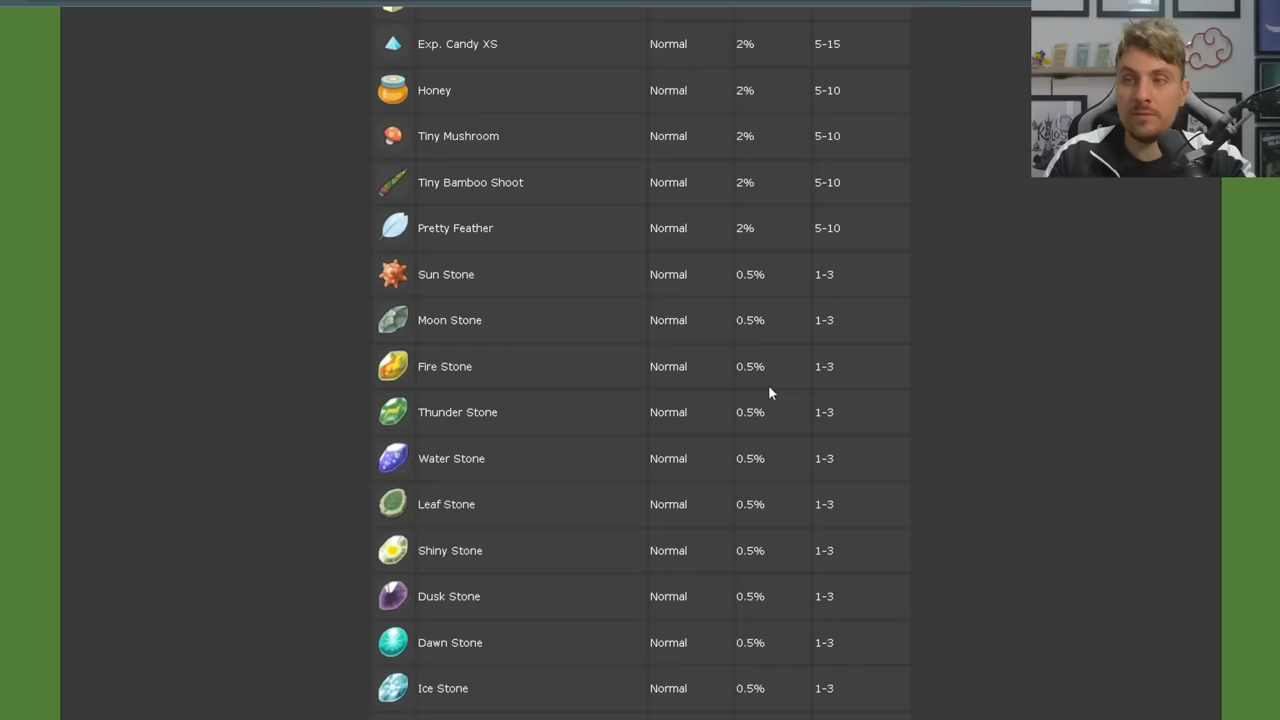 Exp. Candy XS Normal 2% 5-15
Honey Normal 2% 5-10
Tiny Mushroom Normal 2% 5-10
Tiny Bamboo Shoot Normal 2% 5-10
Pretty Feather Normal 2% 5-10
Sun Stone Normal 0.5% 1-3
Moon Stone Normal 0.5% 1-3
Fire Stone Normal 0.5% 1-3
Thunder Stone Normal 0.5% 1-3
Water Stone Normal 0.5% 1-3
Leaf Stone Normal 0.5% 1-3
Shiny Stone Normal 0.5% 1-3
Dusk Stone Normal 0.5% 1-3
Dawn Stone Normal 0.5% 1-3
Ice Stone Normal 0.5% 1-3